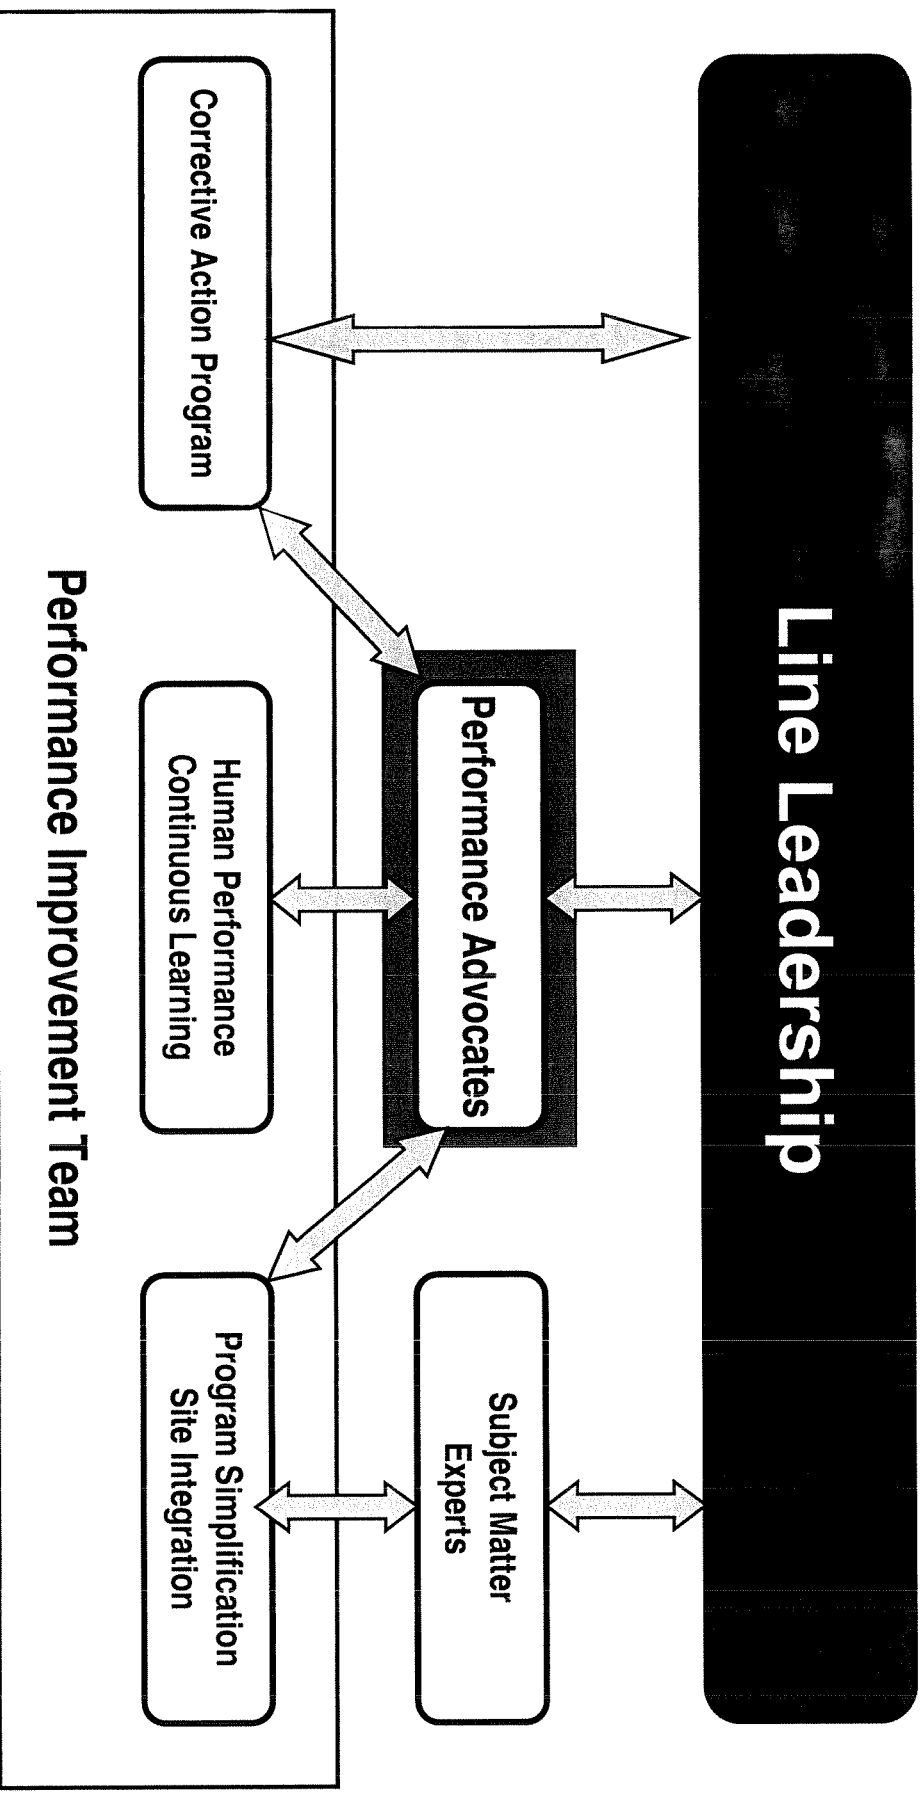 Line Leadership
Performance Advocates
Subject Matter
Experts
Corrective Action Program
Human Performance
Continuous Learning
Program Simplification
Site Integration
Performance Improvement Team